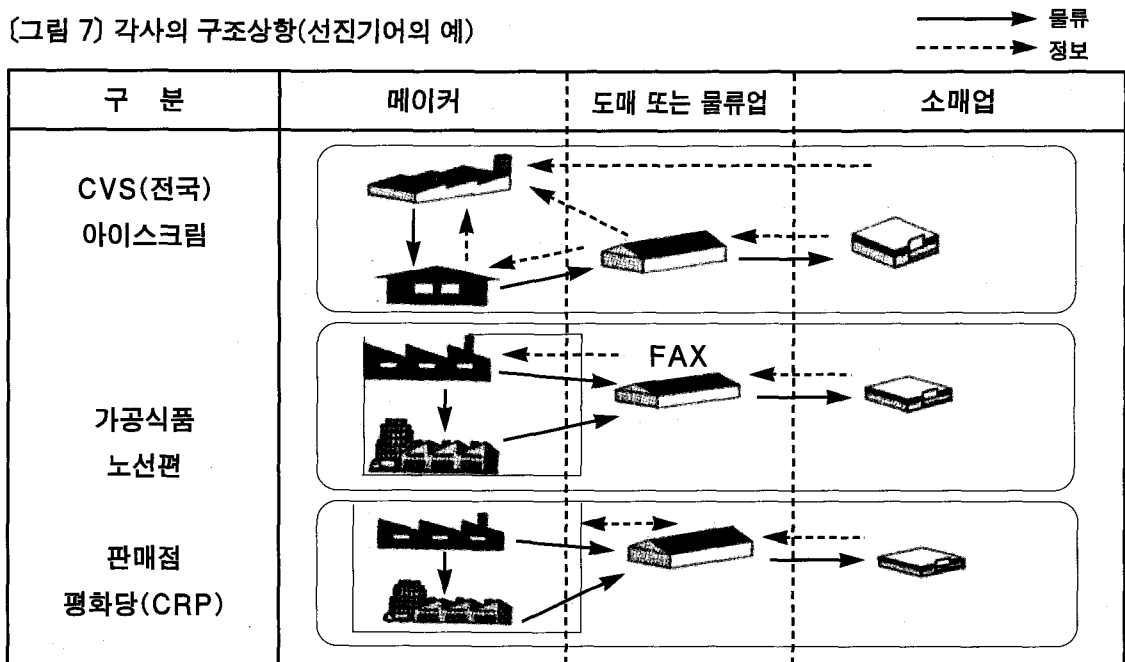 〔그림 7〕 각사의 구조상항(선진기어의 예)
물류
정보
구 분
메이커
도매 또는 물류업
소매업
CVS(전국)
아이스크림
FAX
가공식품
노선편
판매점
평화당(CRP)